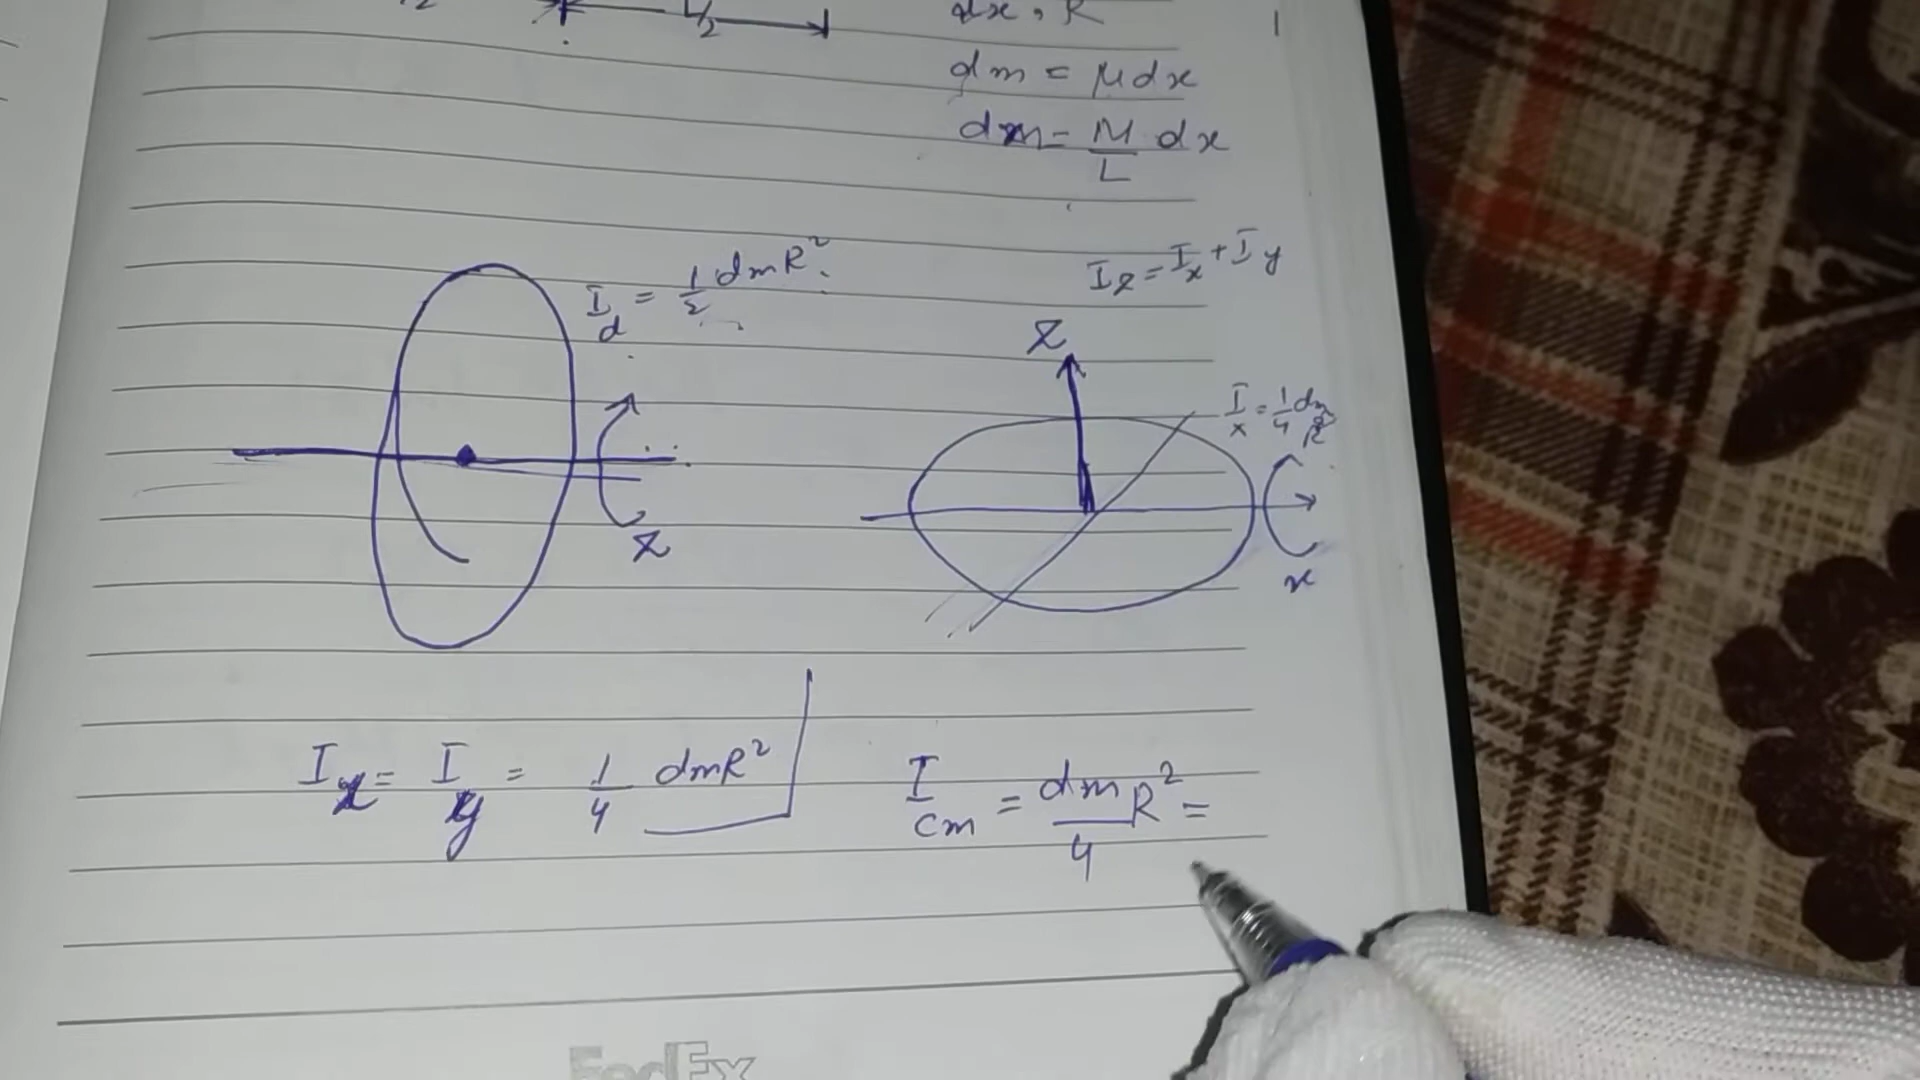 L/2
dx, R
dm = μdx
dm = M/L dx
I_d = 1/2 dmR²
I_z = I_x + I_y
Z
I_x = 1/4 dm R²
Z
x
I_x = I_y = 1/4 dmR²
I_cm = dm/4 R² =
FedEx